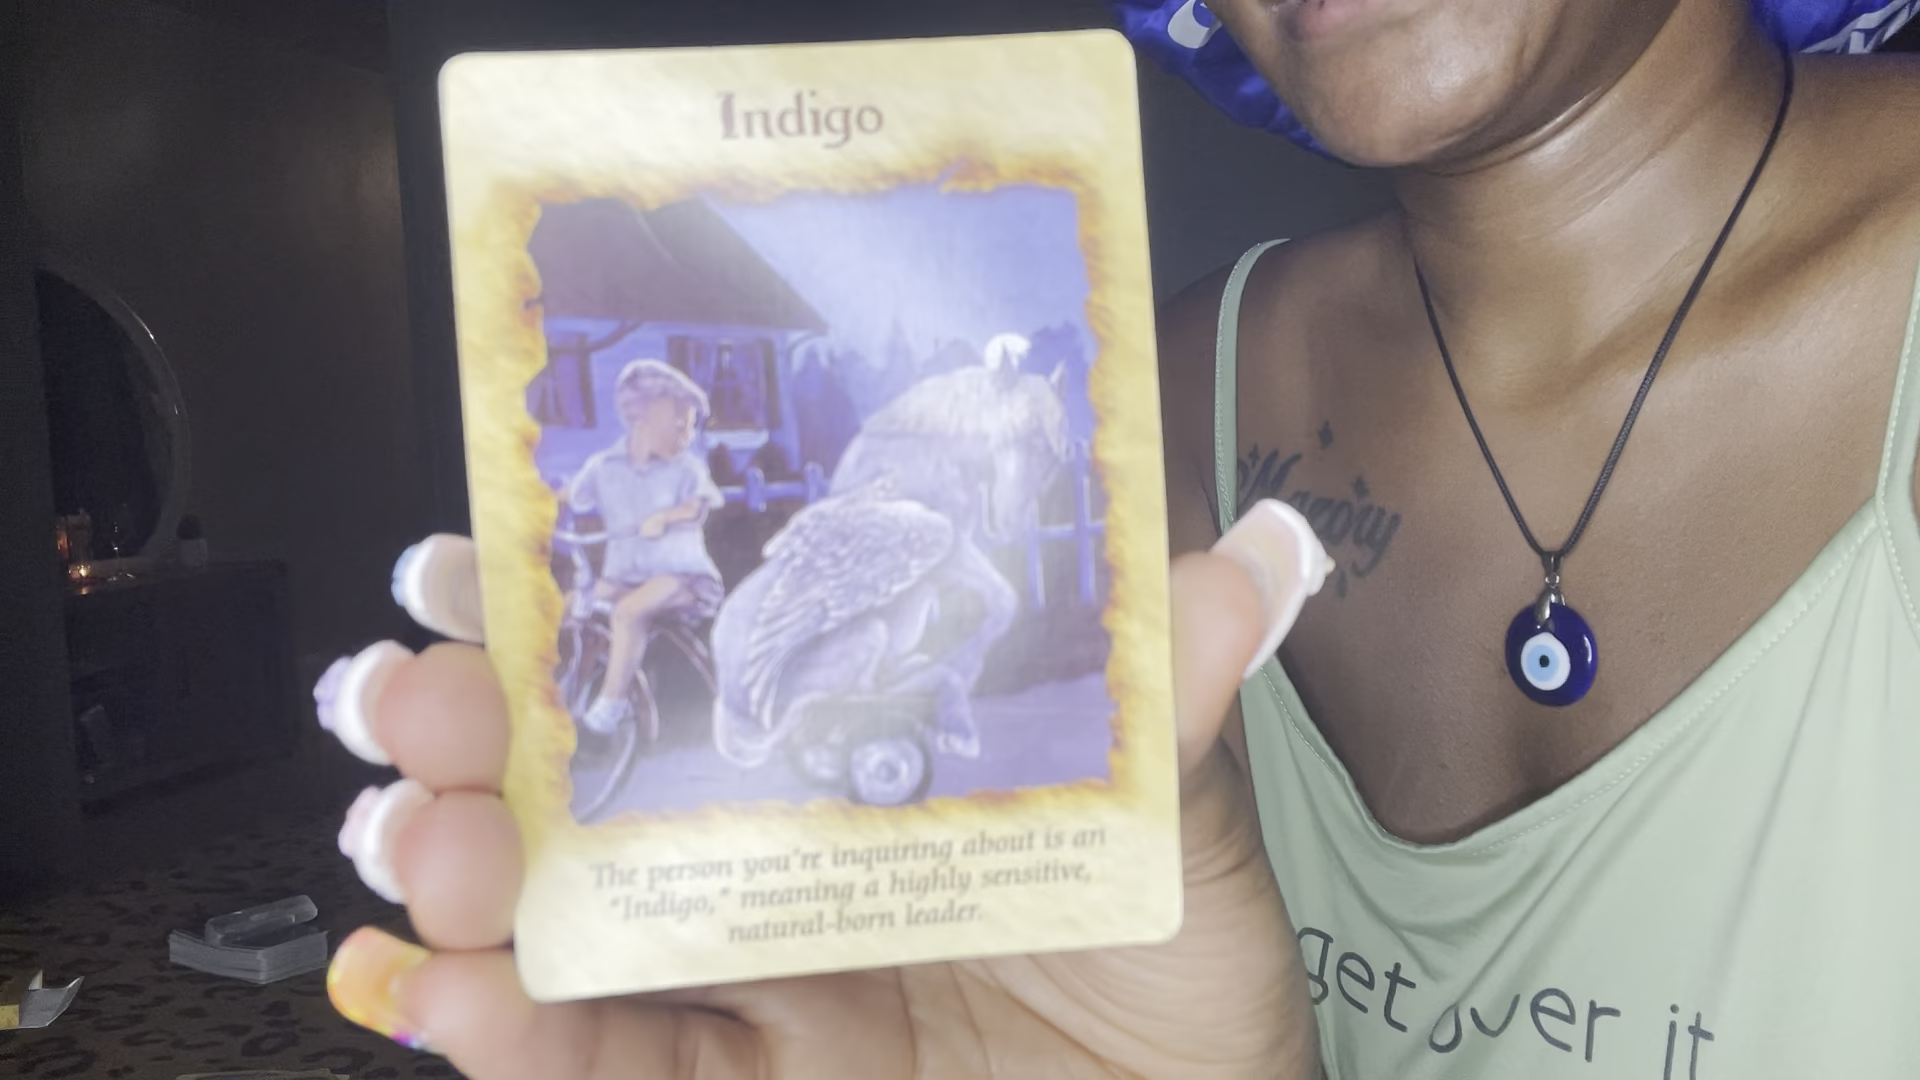 Indigo
The person you're inquiring about is an
"Indigo," meaning a highly sensitive,
natural-born leader.
get over it